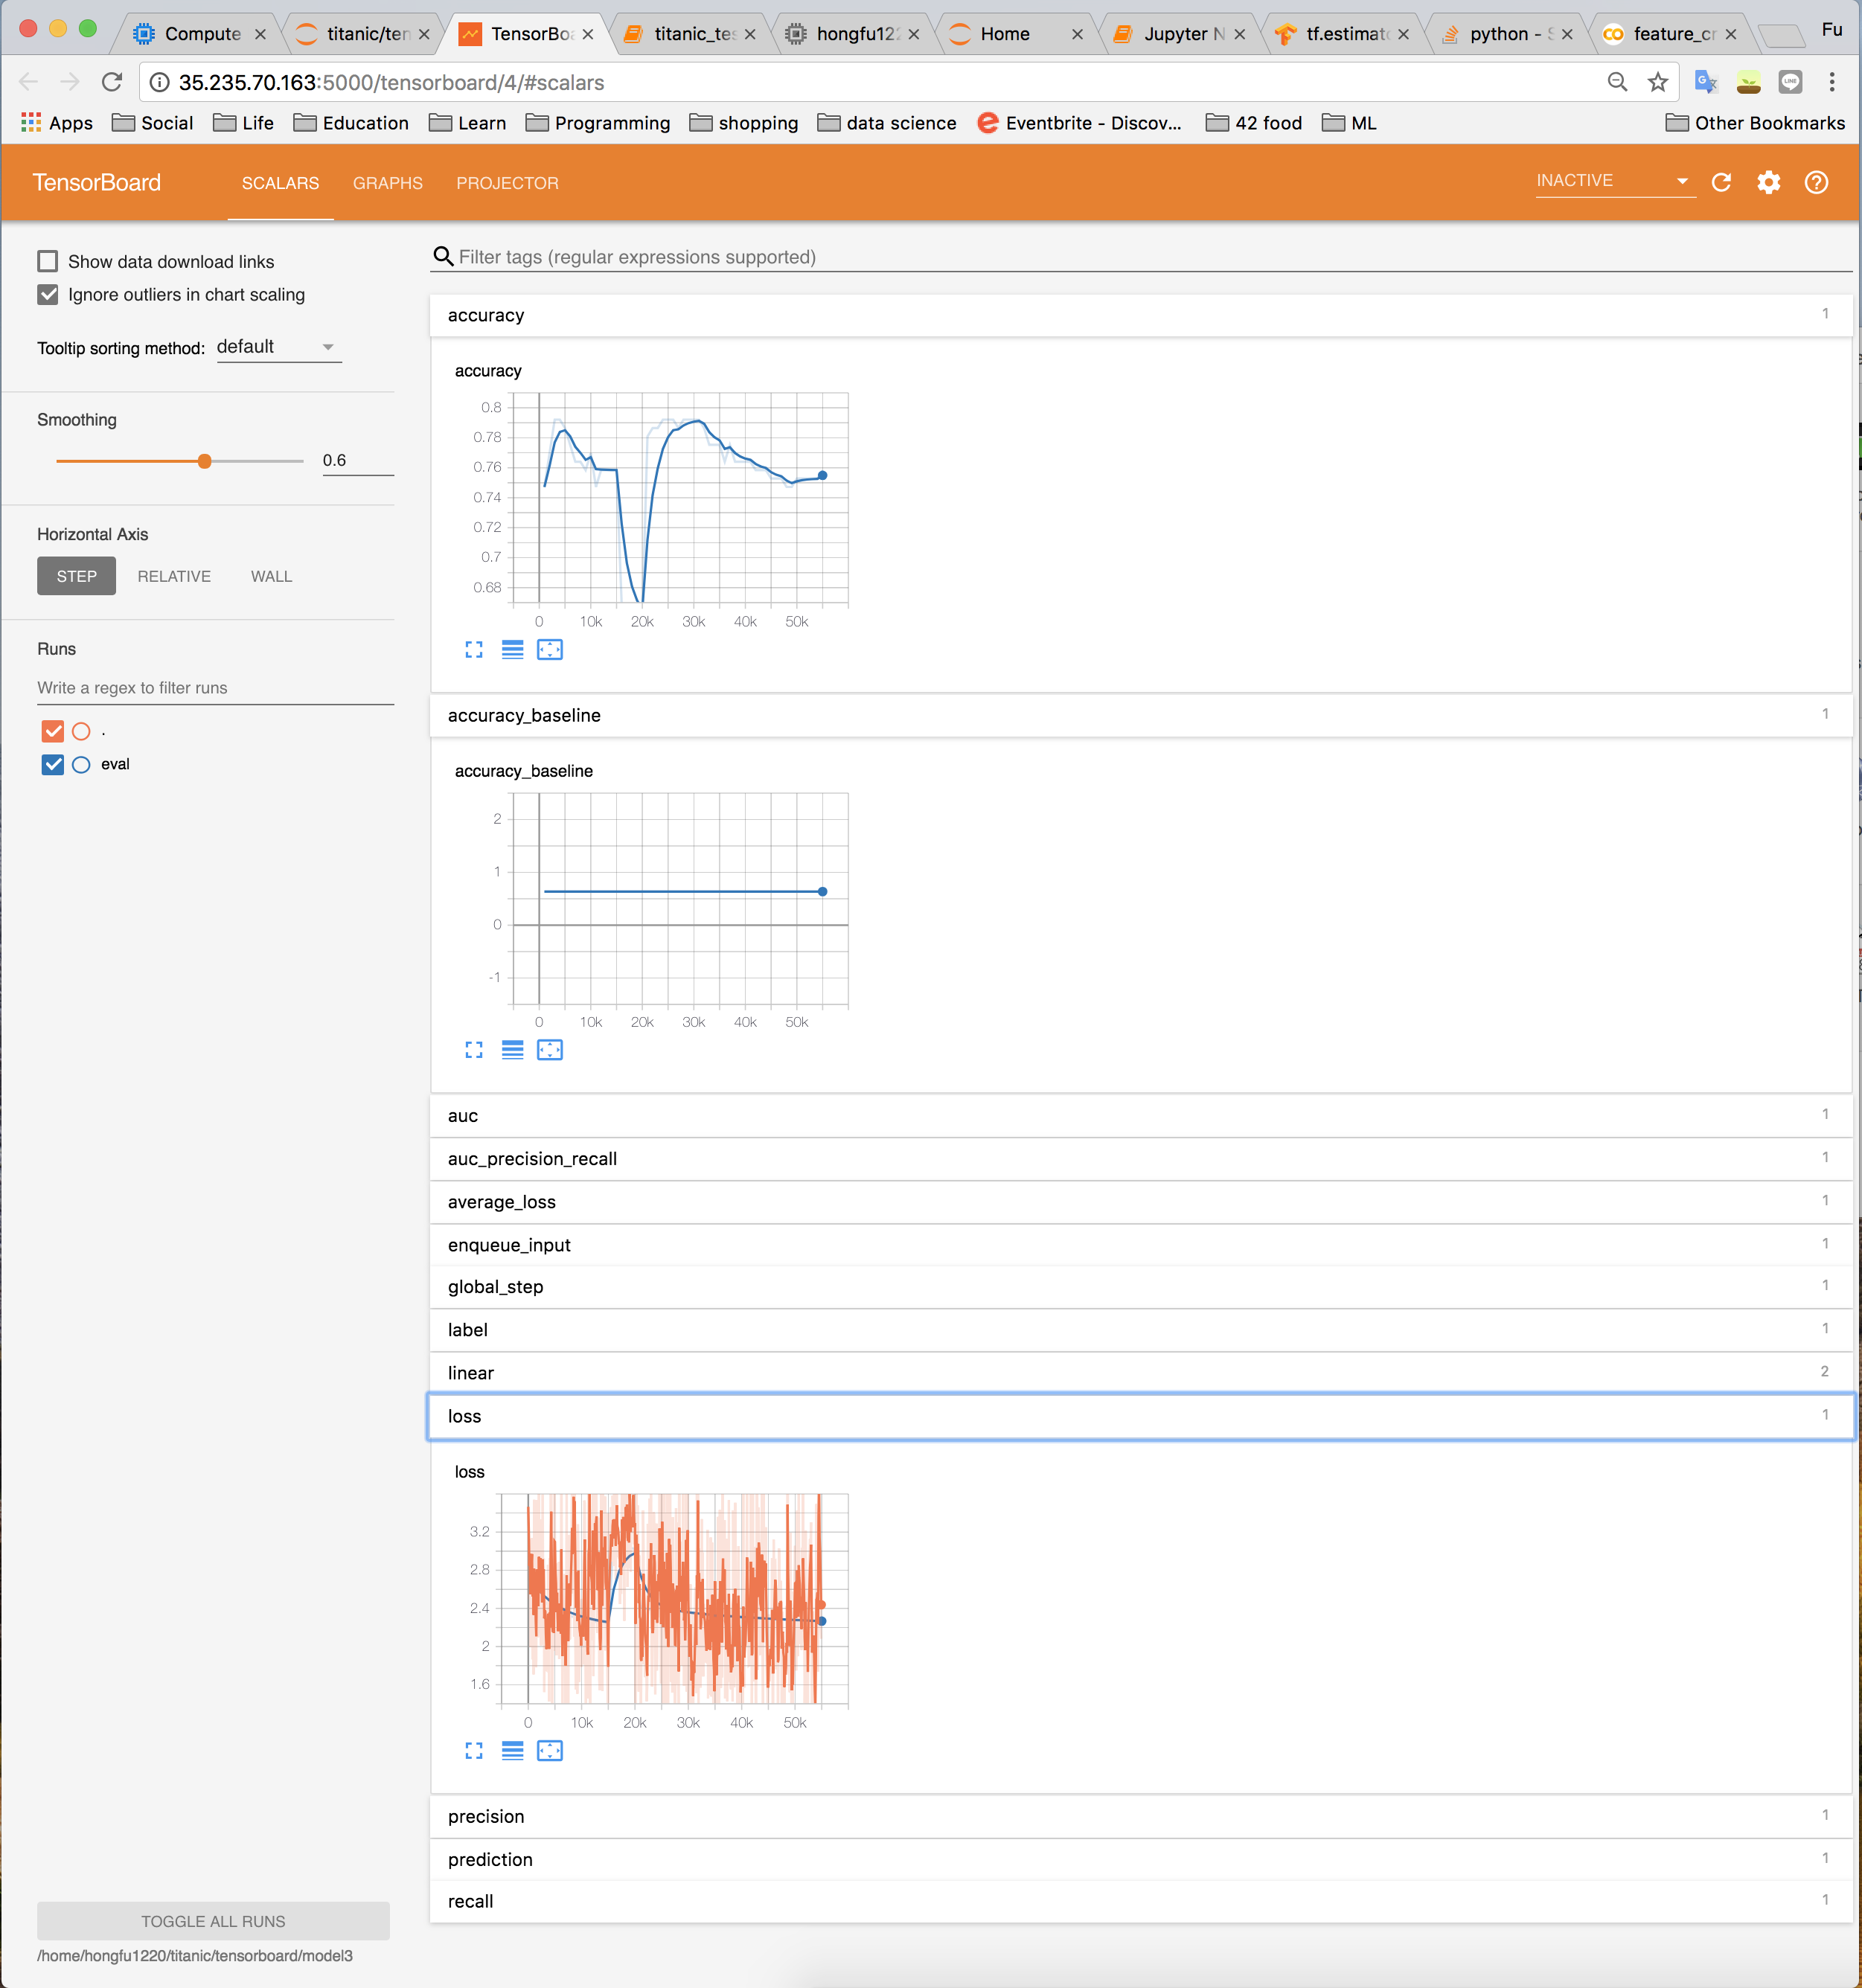 Compute
titanic/ten
TensorBoa
titanic_tes
hongfu122
Home
Jupyter N
tf.estimato
python - S
feature_cr
Fu
35.235.70.163:5000/tensorboard/4/#scalars
Apps Social Life Education Learn Programming shopping data science Eventbrite - Discov... 42 food ML Other Bookmarks
TensorBoard SCALARS GRAPHS PROJECTOR INACTIVE
Show data download links
Ignore outliers in chart scaling
Tooltip sorting method: default
Smoothing
0.6
Horizontal Axis
STEP RELATIVE WALL
Runs
Write a regex to filter runs
.
eval
TOGGLE ALL RUNS
/home/hongfu1220/titanic/tensorboard/model3
Filter tags (regular expressions supported)
accuracy 1
accuracy
0.8
0.78
0.76
0.74
0.72
0.7
0.68
0 10k 20k 30k 40k 50k
accuracy_baseline 1
accuracy_baseline
2
1
0
-1
0 10k 20k 30k 40k 50k
auc 1
auc_precision_recall 1
average_loss 1
enqueue_input 1
global_step 1
label 1
linear 2
loss 1
loss
3.2
2.8
2.4
2
1.6
0 10k 20k 30k 40k 50k
precision 1
prediction 1
recall 1